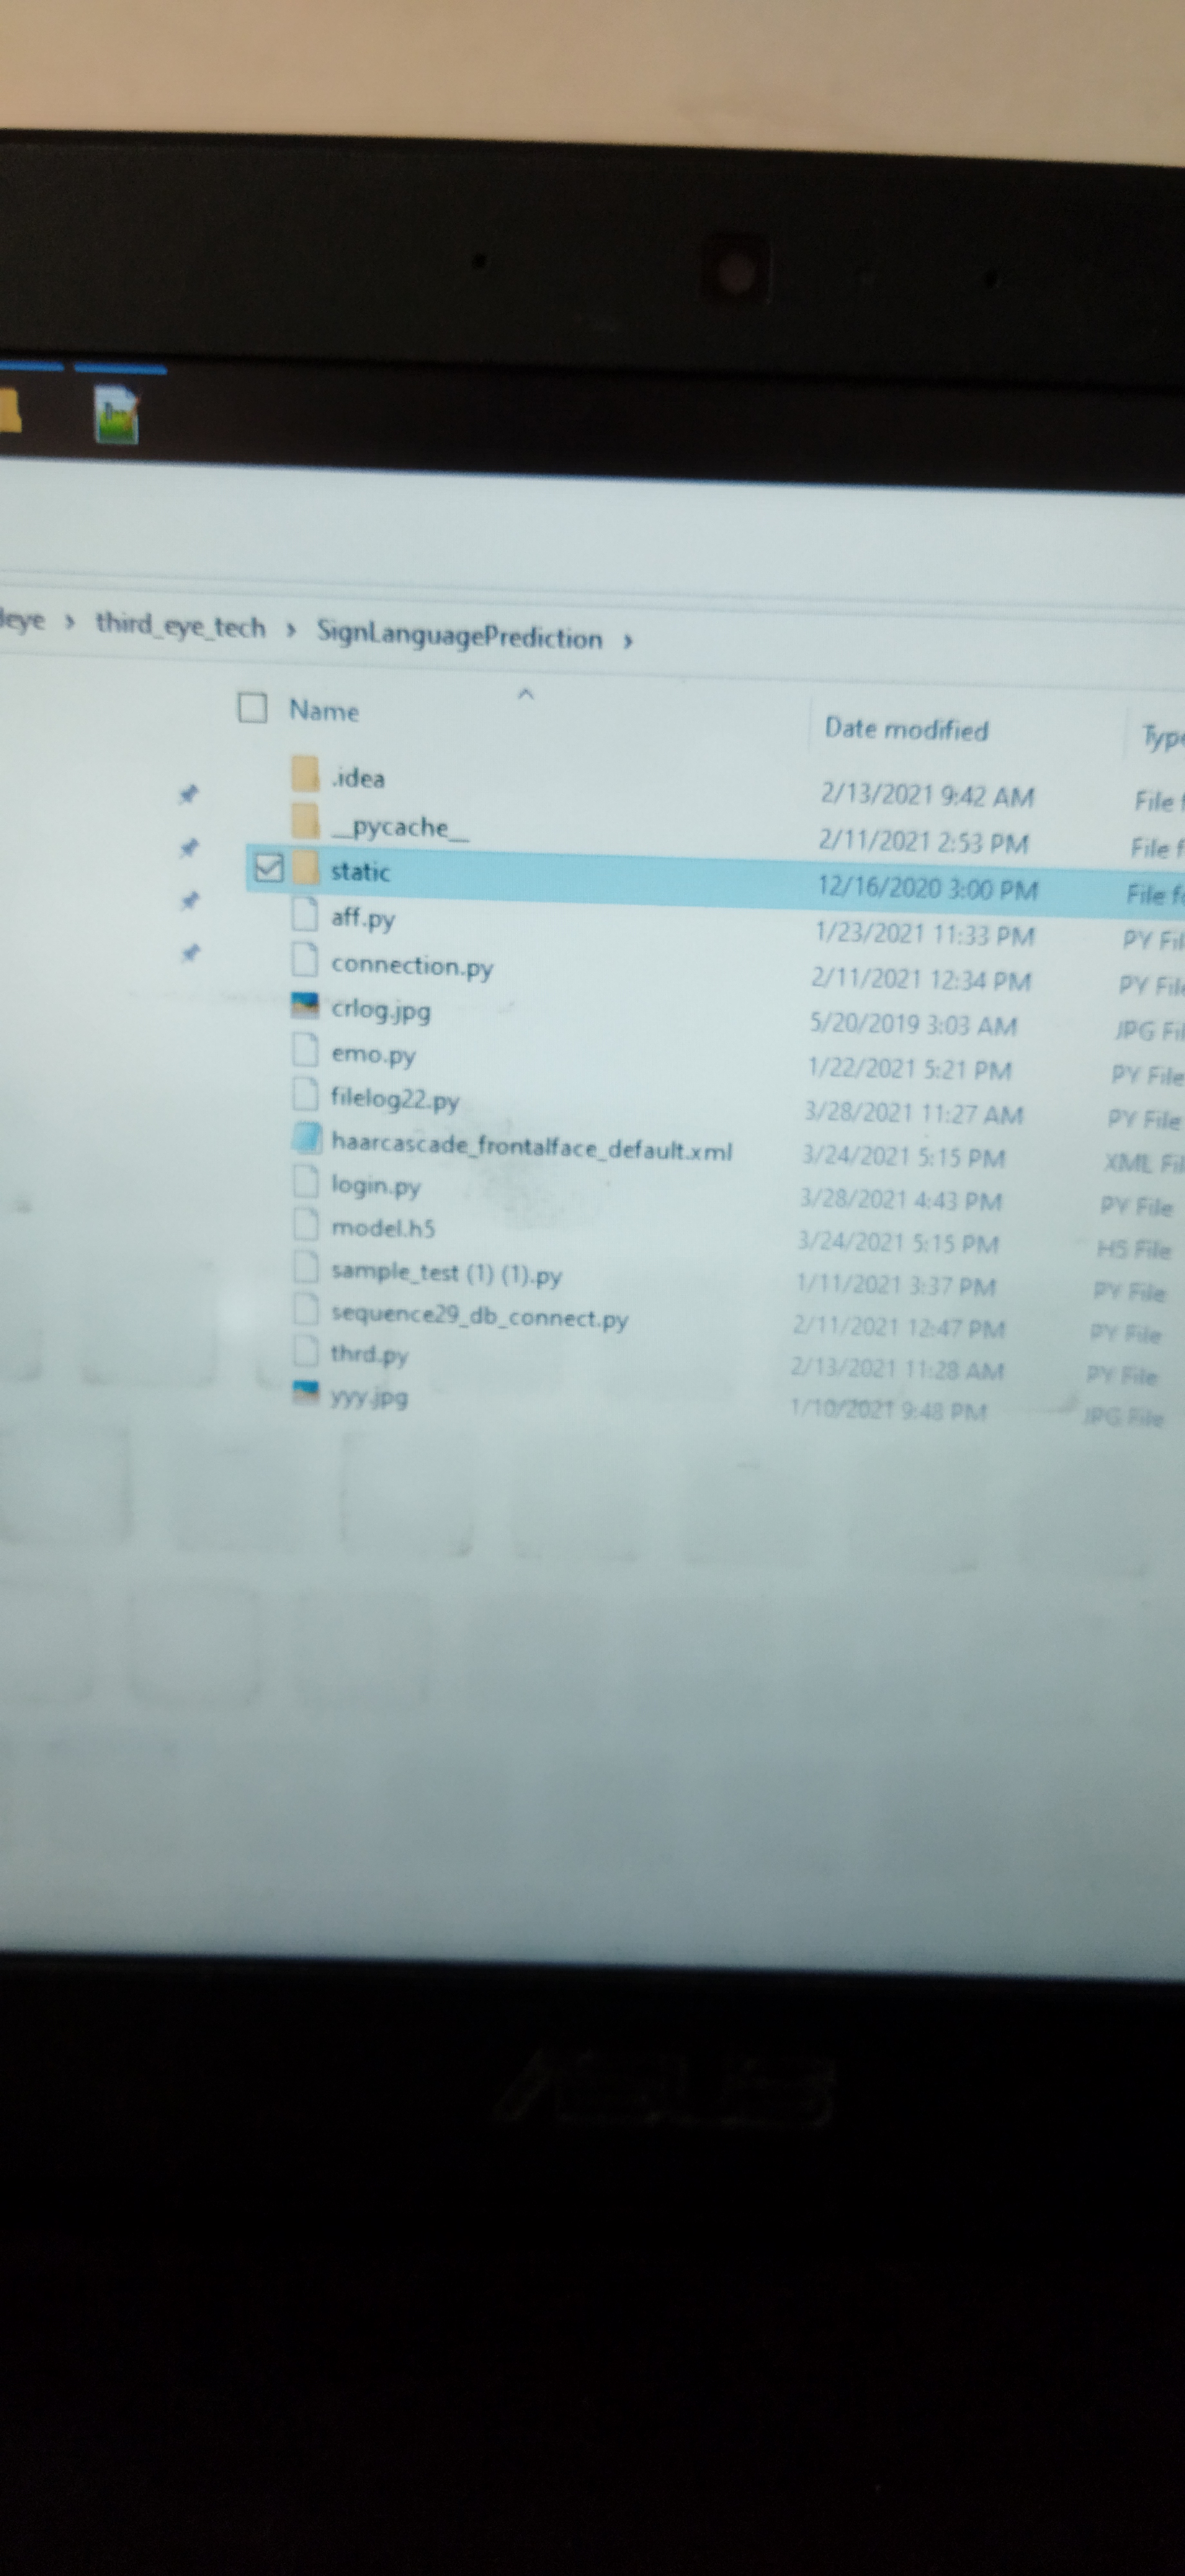 third_eye_tech > SignLanguagePrediction >
Name Date modified
.idea 2/13/2021 9:42 AM File
__pycache__ 2/11/2021 2:53 PM File
static 12/16/2020 3:00 PM File
aff.py 1/23/2021 11:33 PM PY
connection.py 2/11/2021 12:34 PM PY
crlog.jpg 5/20/2019 3:03 AM JPG
emo.py 1/22/2021 5:21 PM PY File
filelog22.py 3/28/2021 11:27 AM PY File
haarcascade_frontalface_default.xml 3/24/2021 5:15 PM XML
login.py 3/28/2021 4:43 PM PY File
model.h5 3/24/2021 5:15 PM H5 File
sample_test (1) (1).py 1/11/2021 3:37 PM PY File
sequence29_db_connect.py 2/11/2021 12:47 PM PY File
thrd.py 2/13/2021 11:28 AM PY File
yyy.jpg 1/10/2021 9:48 PM JPG File
ASUS